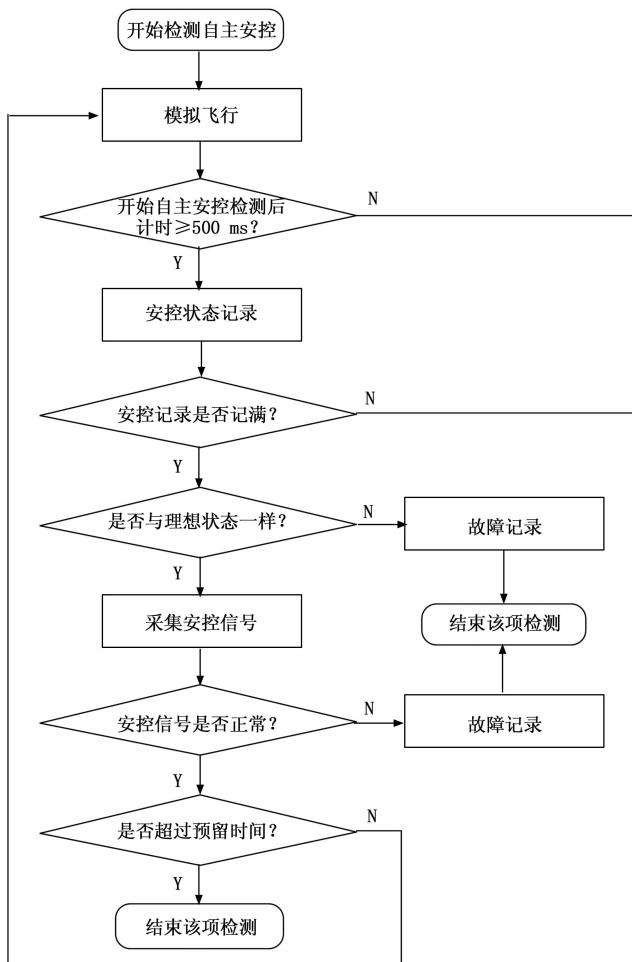 开始检测自主安控
模拟飞行
开始自主安控检测后
计时≥500 ms?
N
Y
安控状态记录
安控记录是否记满?
N
Y
是否与理想状态一样?
N
故障记录
Y
采集安控信号
结束该项检测
安控信号是否正常?
N
故障记录
Y
是否超过预留时间?
N
Y
结束该项检测